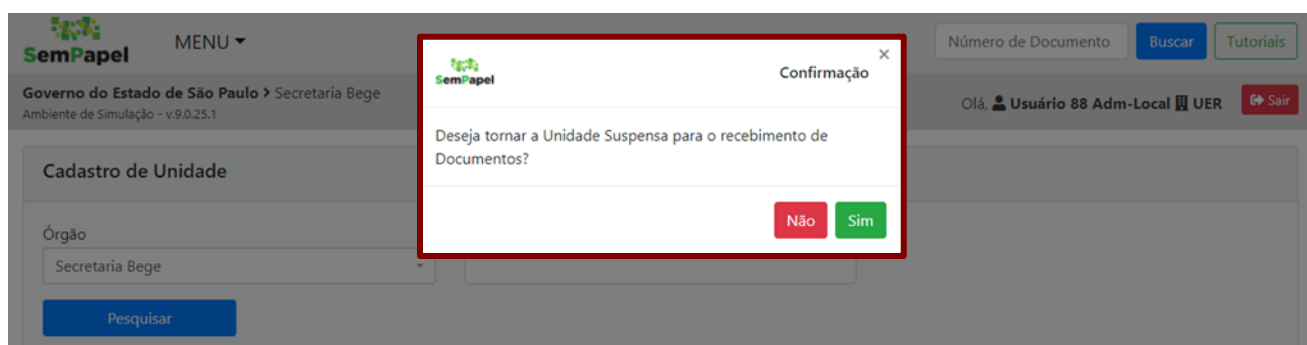 SemPapel
MENU
Número de Documento
Buscar
Tutoriais
Governo do Estado de São Paulo > Secretaria Bege
Ambiente de Simulação - v.9.0.25.1
Olá, Usuário 88 Adm-Local UER
Sair
SemPapel
Confirmação
×
Deseja tornar a Unidade Suspensa para o recebimento de
Documentos?
Não
Sim
Cadastro de Unidade
Órgão
Secretaria Bege
Pesquisar